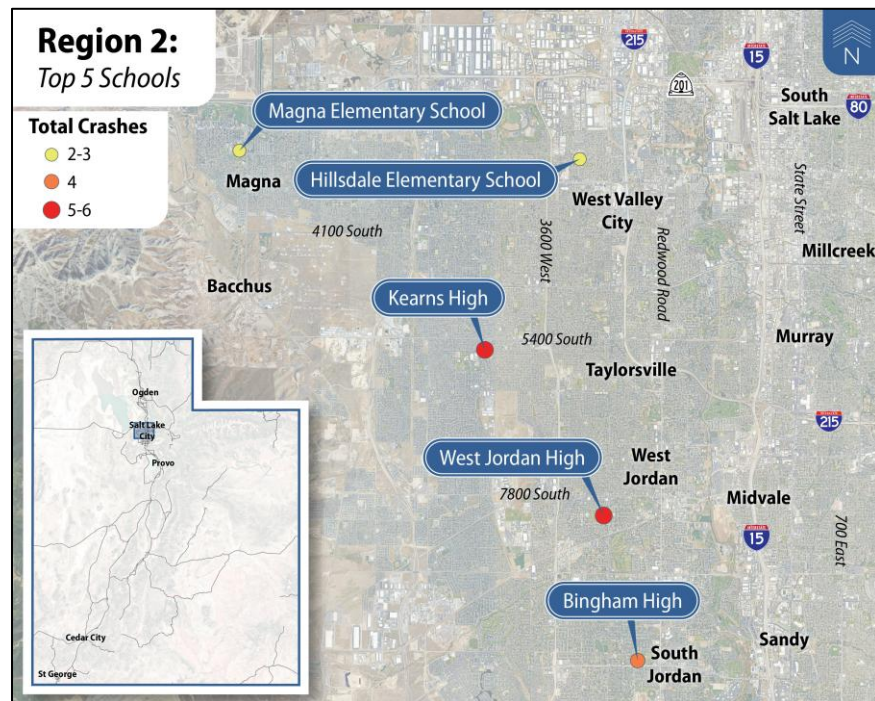 Region 2:
Top 5 Schools
Total Crashes
2-3
4
5-6
Magna Elementary School
Hillsdale Elementary School
Kearns High
West Jordan High
Bingham High
215
15
N
201
80
South
Salt Lake
Magna
West Valley
City
State Street
4100 South
3600 West
Redwood Road
Millcreek
Bacchus
5400 South
Murray
Taylorsville
215
West
Jordan
7800 South
Midvale
15
700 East
South
Jordan
Sandy
Ogden
Salt Lake
City
Provo
Cedar City
St George